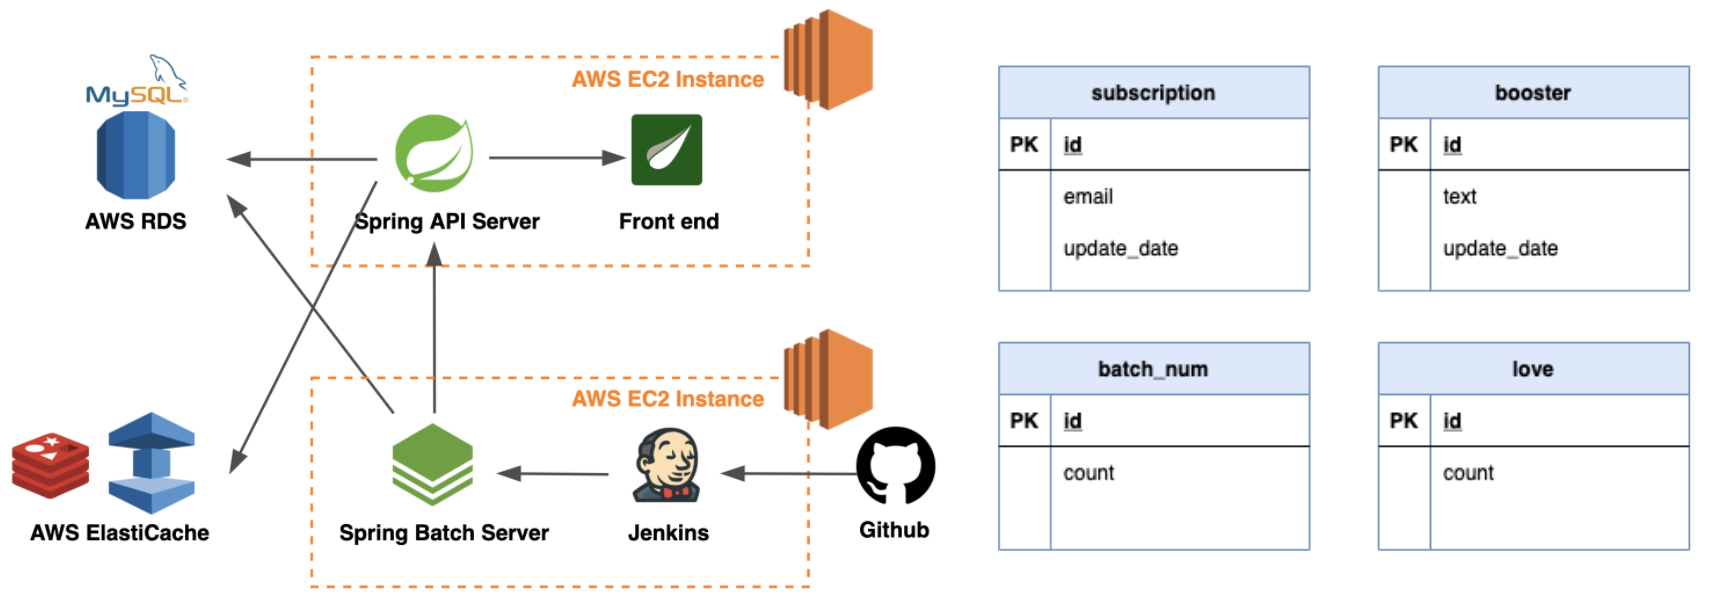 MySQL
AWS RDS
AWS EC2 Instance
Spring API Server
Front end
AWS ElastiCache
AWS EC2 Instance
Spring Batch Server
Jenkins
Github
subscription
PK id
email
update_date
booster
PK id
text
update_date
batch_num
PK id
count
love
PK id
count